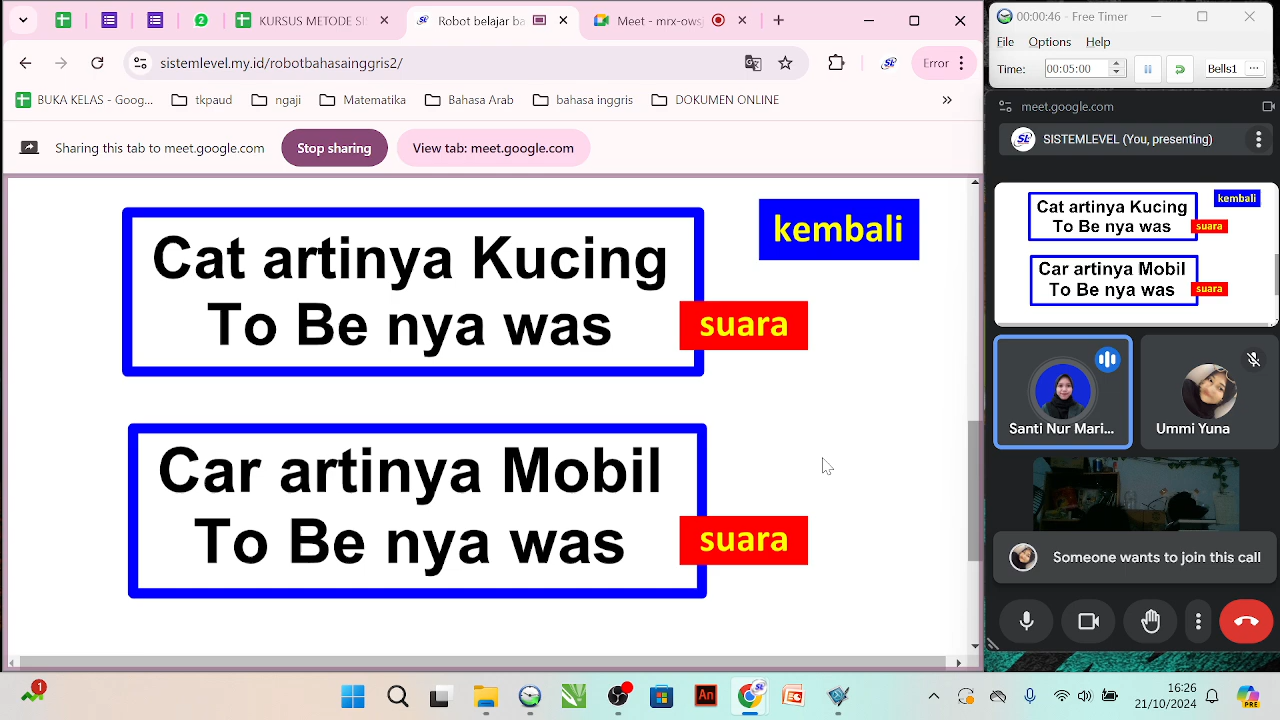 2
KURSUS METODE S
Robot belajar ba
Meet - mrx-ows
sistemlevel.my.id/robotbahasainggris2/
Error
BUKA KELAS - Goog...
tkpaud
ngaji
Matematika
Bahasa Arab
bahasa inggris
DOKUMEN ONLINE
Sharing this tab to meet.google.com
Stop sharing
View tab: meet.google.com
kembali
Cat artinya Kucing
To Be nya was
suara
Car artinya Mobil
To Be nya was
suara
00:00:46 - Free Timer
File Options Help
Time: 00:05:00 Bells1 ...
meet.google.com
SISTEMLEVEL (You, presenting)
kembali
Cat artinya Kucing
To Be nya was
suara
Car artinya Mobil
To Be nya was
suara
Santi Nur Mari...
Ummi Yuna
Someone wants to join this call
1
An
PRE
16:26
21/10/2024